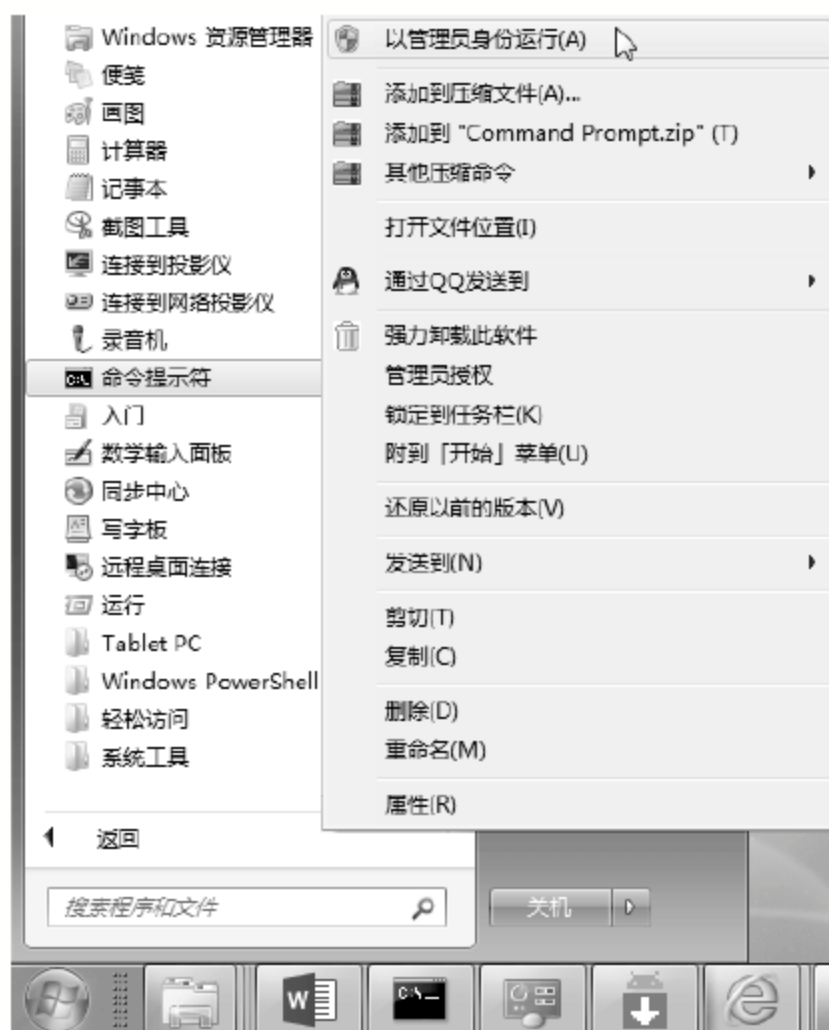 Windows 资源管理器
便笺
画图
计算器
记事本
截图工具
连接到投影仪
连接到网络投影仪
录音机
命令提示符
入门
数学输入面板
同步中心
写字板
远程桌面连接
运行
Tablet PC
Windows PowerShell
轻松访问
系统工具
返回
搜索程序和文件
以管理员身份运行(A)
添加到压缩文件(A)...
添加到 "Command Prompt.zip" (T)
其他压缩命令
打开文件位置(I)
通过QQ发送到
强力卸载此软件
管理员授权
锁定到任务栏(K)
附到「开始」菜单(U)
还原以前的版本(V)
发送到(N)
剪切(T)
复制(C)
删除(D)
重命名(M)
属性(R)
关机